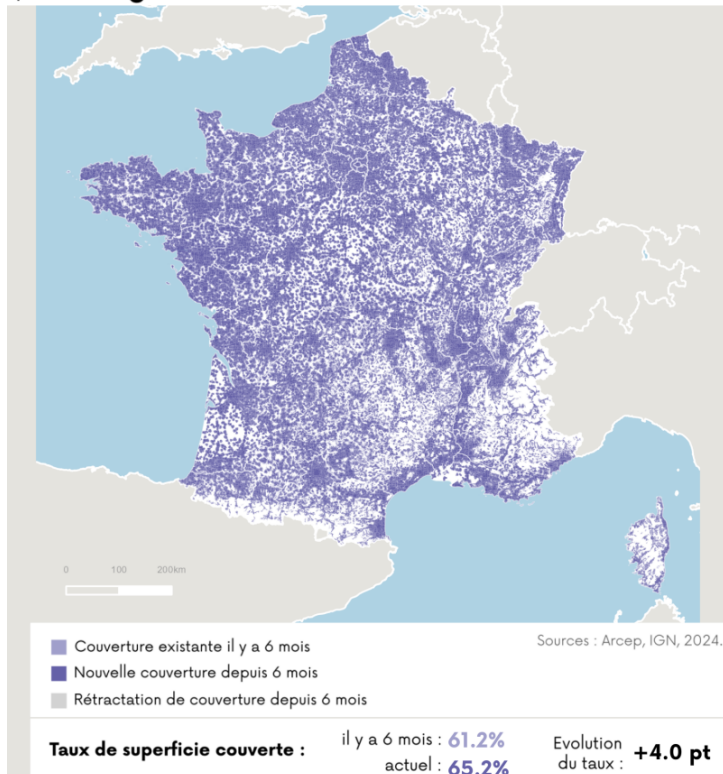 0 100 200km
Couverture existante il y a 6 mois
Sources : Arcep, IGN, 2024.
Nouvelle couverture depuis 6 mois
Rétractation de couverture depuis 6 mois
Taux de superficie couverte :
il y a 6 mois : 61.2%
actuel : 65.2%
Evolution
du taux :
+4.0 pt